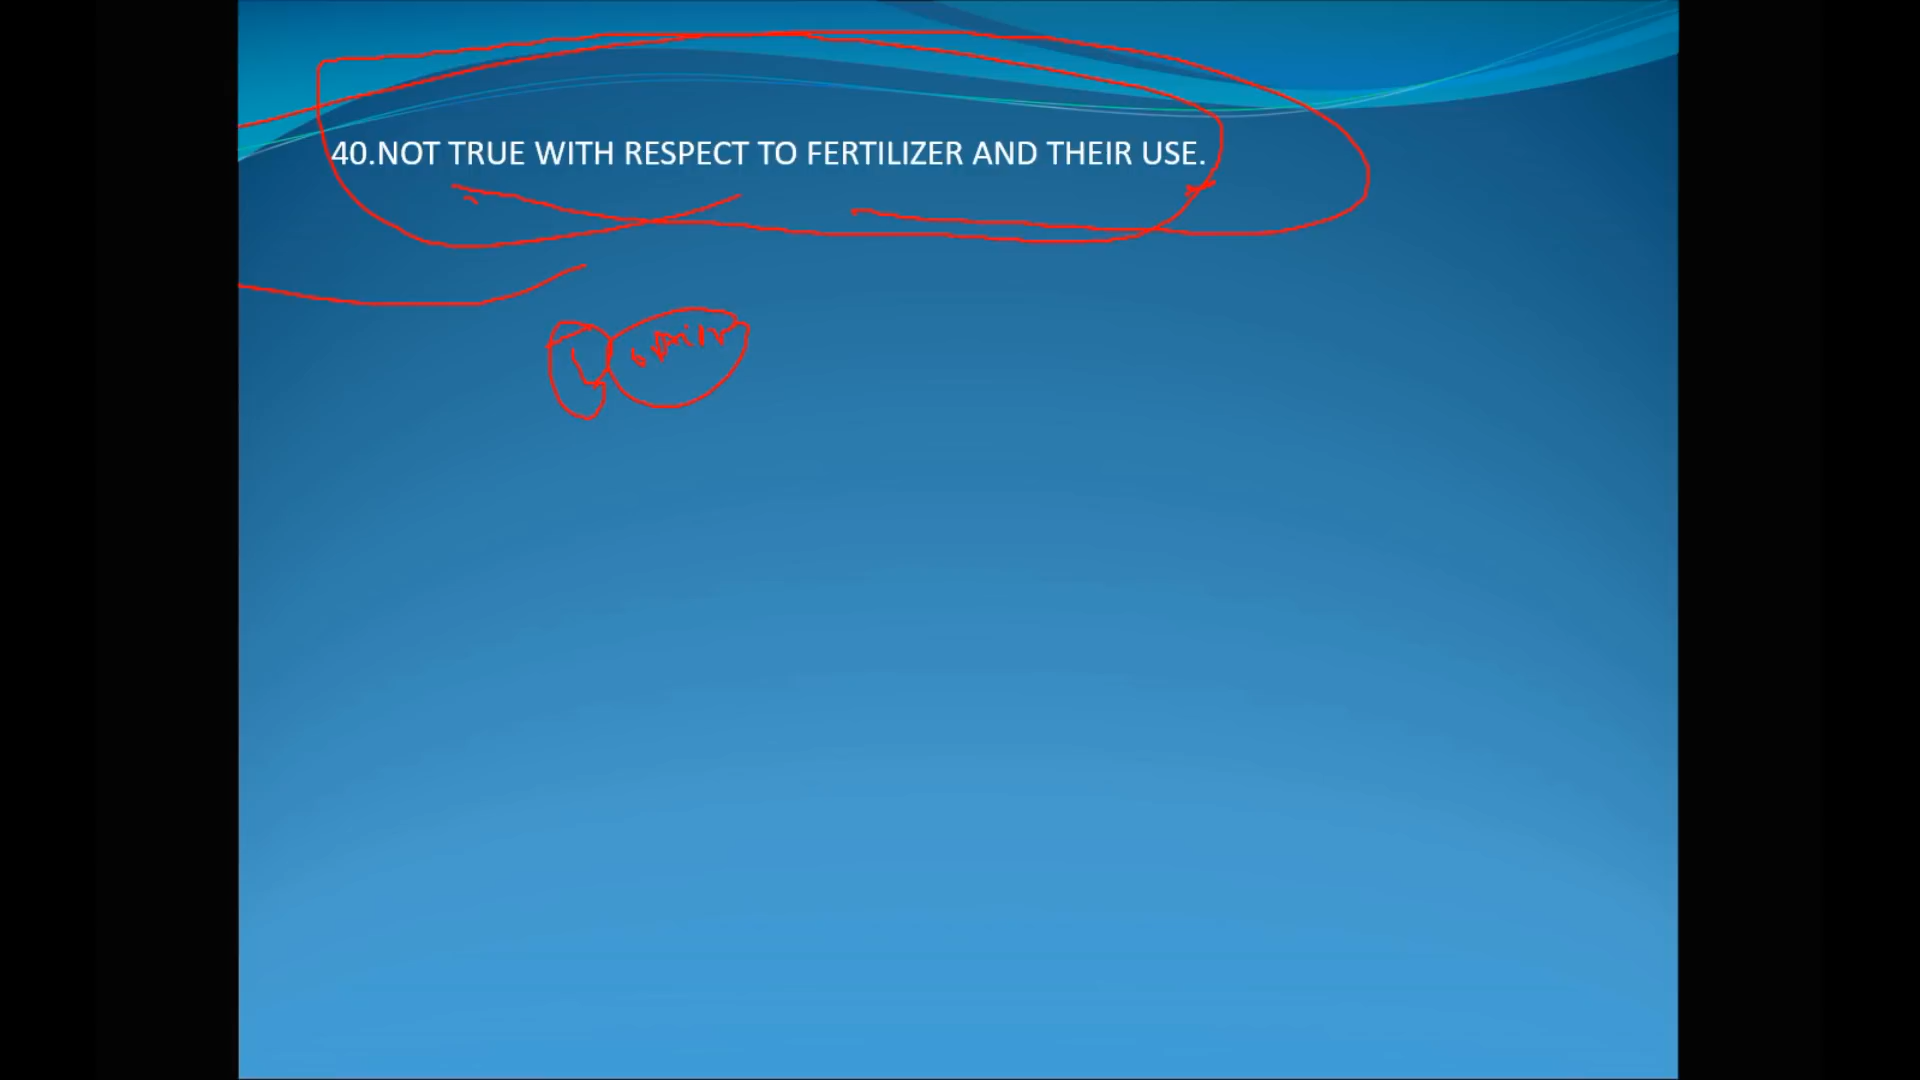 40.NOT TRUE WITH RESPECT TO FERTILIZER AND THEIR USE.